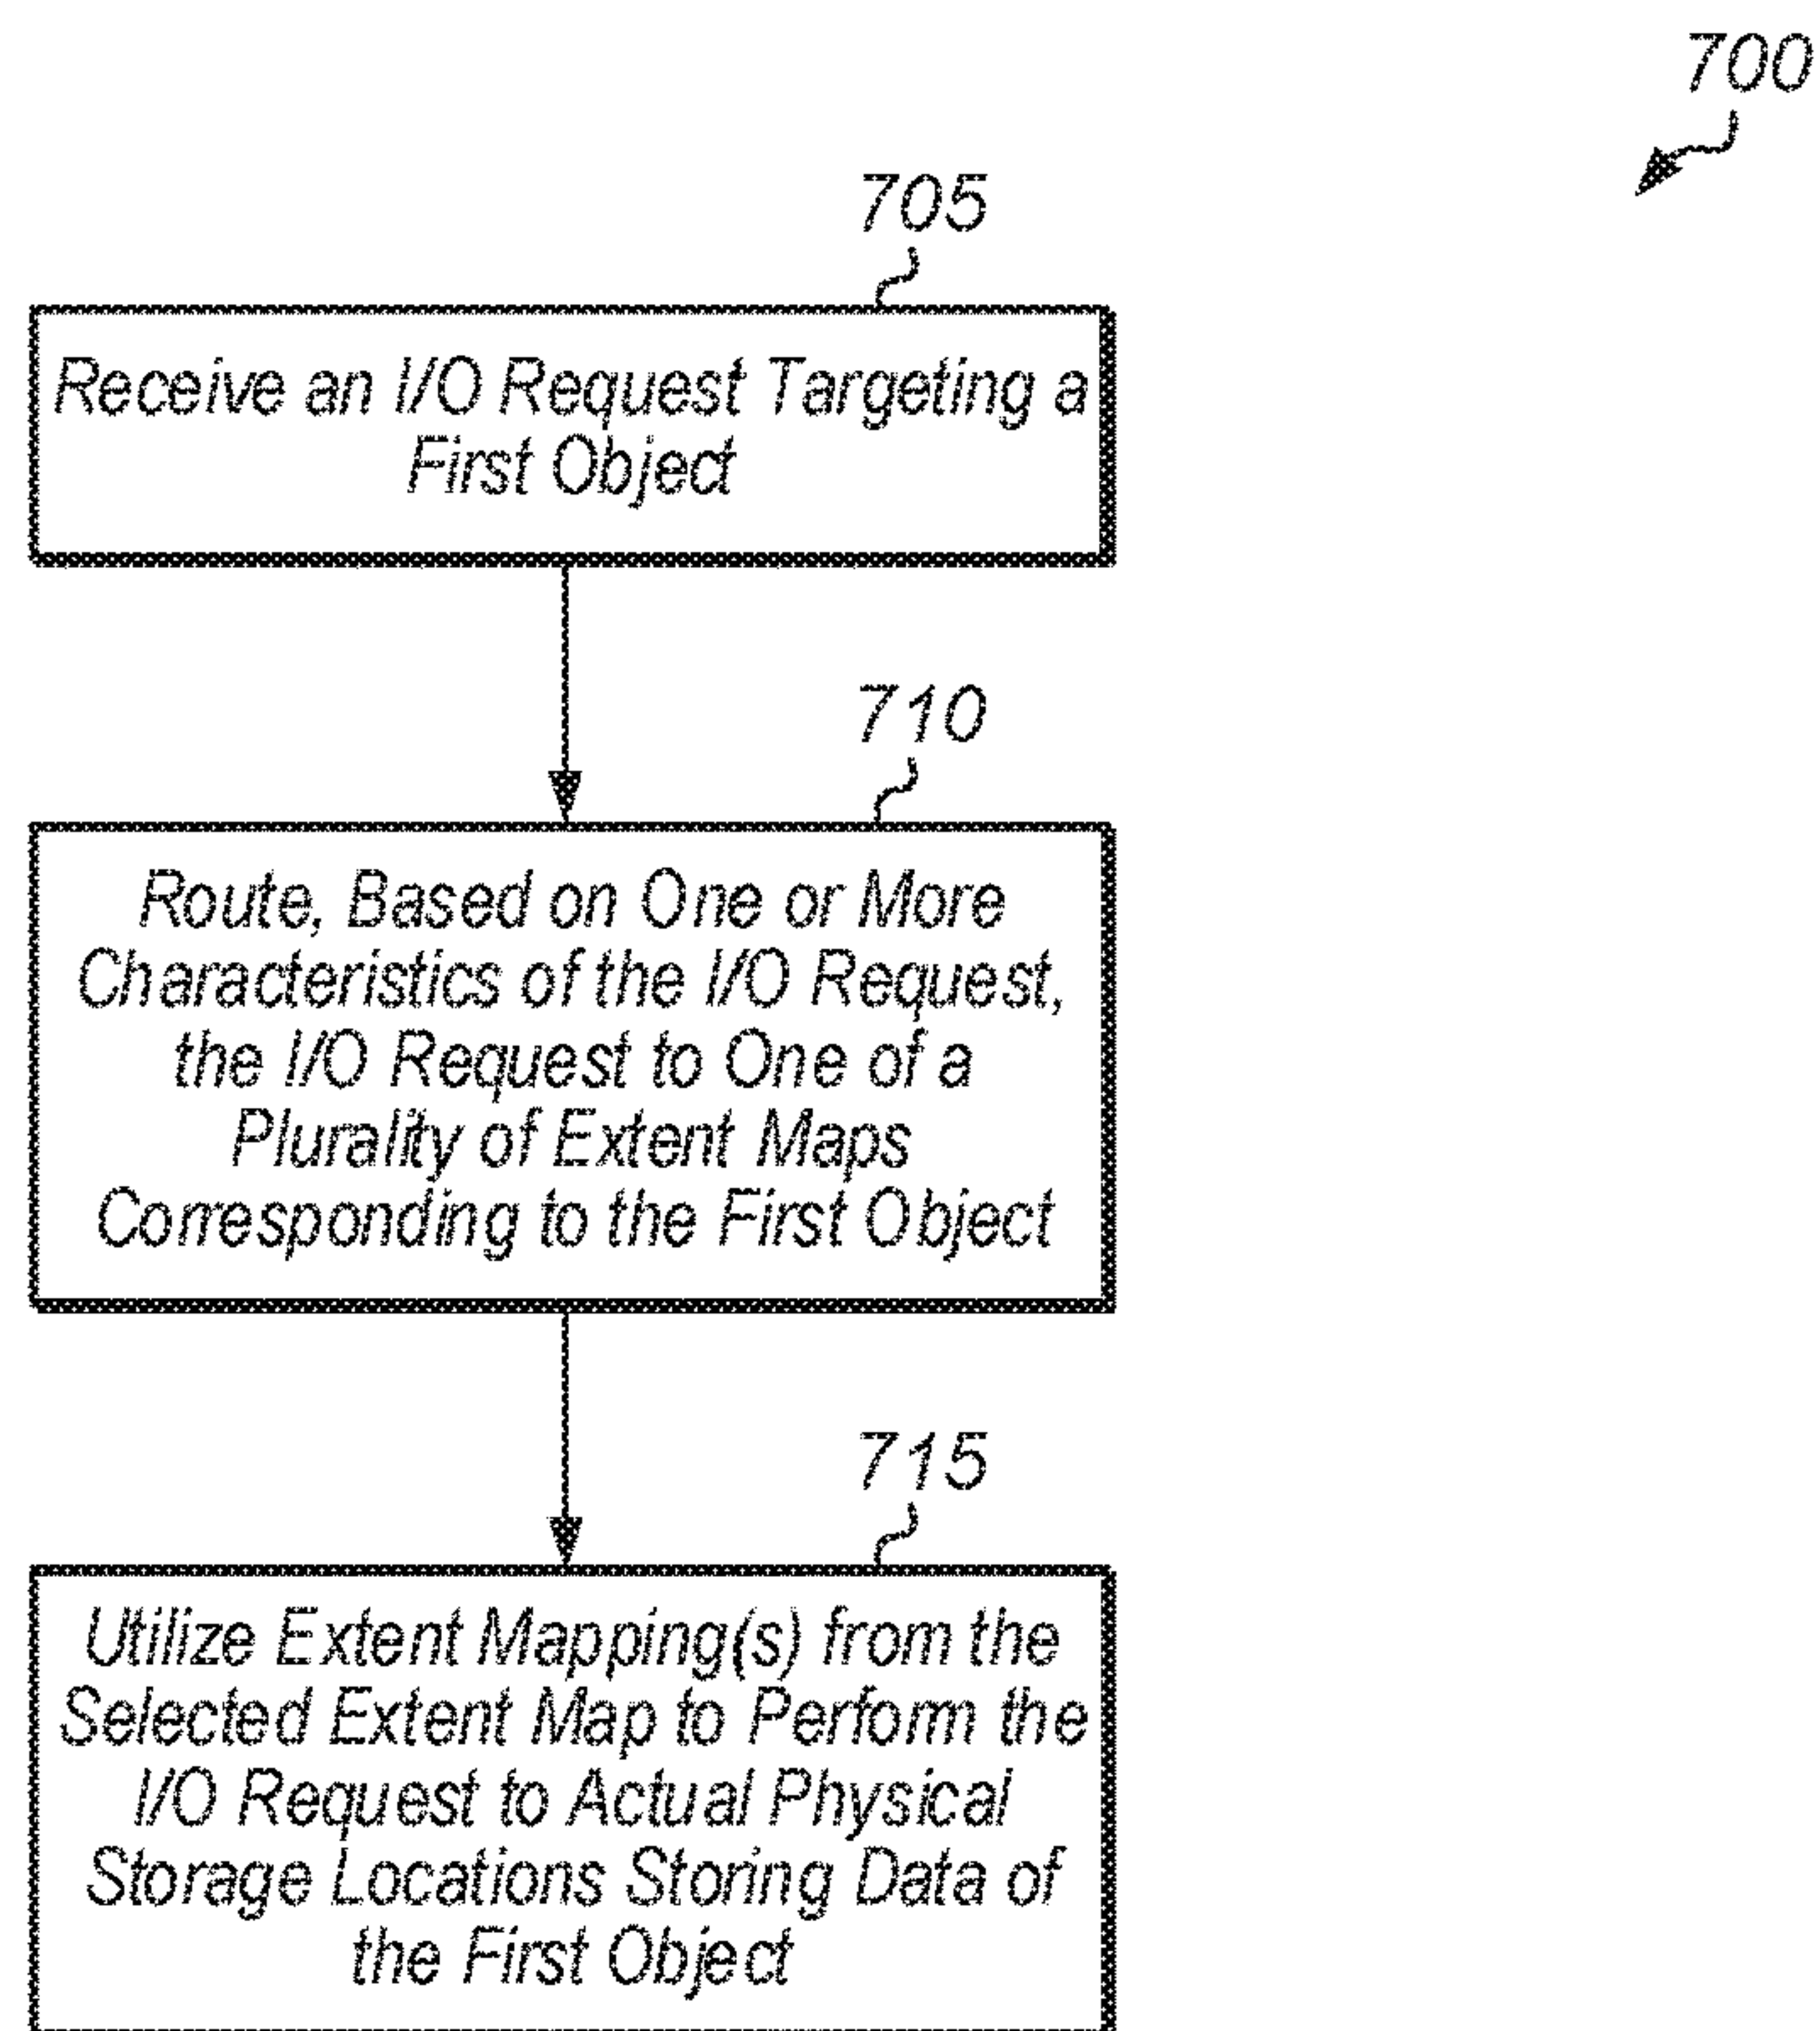 700
705
Receive an I/O Request Targeting a
First Object
710
Route, Based on One or More
Characteristics of the I/O Request,
the I/O Request to One of a
Plurality of Extent Maps
Corresponding to the First Object
715
Utilize Extent Mapping(s) from the
Selected Extent Map to Perform the
I/O Request to Actual Physical
Storage Locations Storing Data of
the First Object